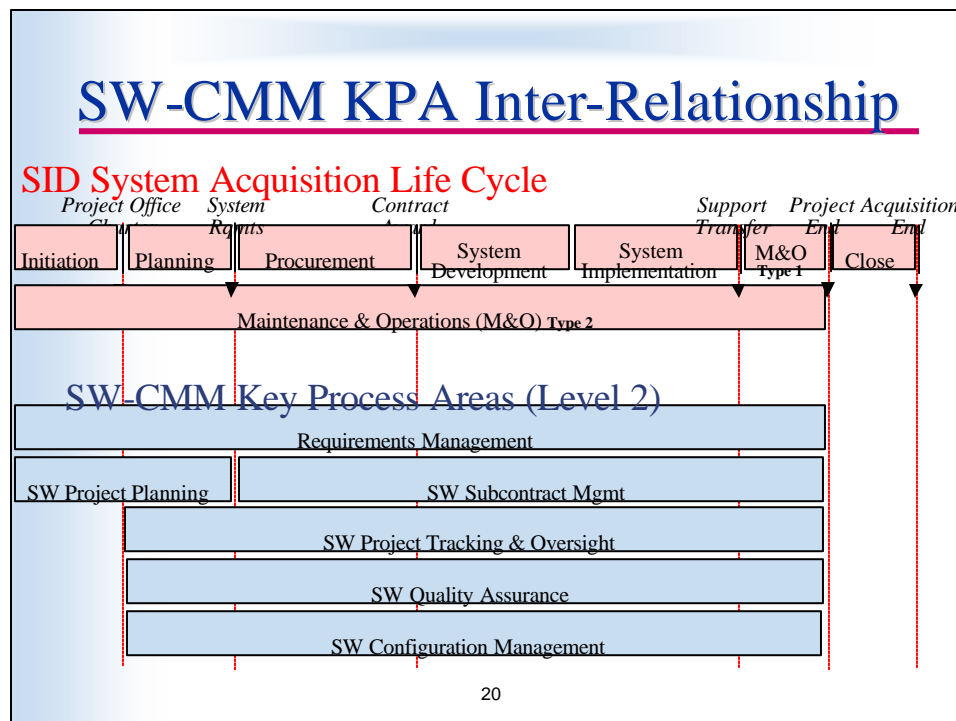 SW-CMM KPA Inter-Relationship
SID System Acquisition Life Cycle
Project Office System Contract Support Project Acquisition
Charter Rqmts Award Transfer End End
Initiation Planning Procurement System Development System Implementation M&O Type 1 Close
Maintenance & Operations (M&O) Type 2
SW-CMM Key Process Areas (Level 2)
Requirements Management
SW Project Planning SW Subcontract Mgmt
SW Project Tracking & Oversight
SW Quality Assurance
SW Configuration Management
20